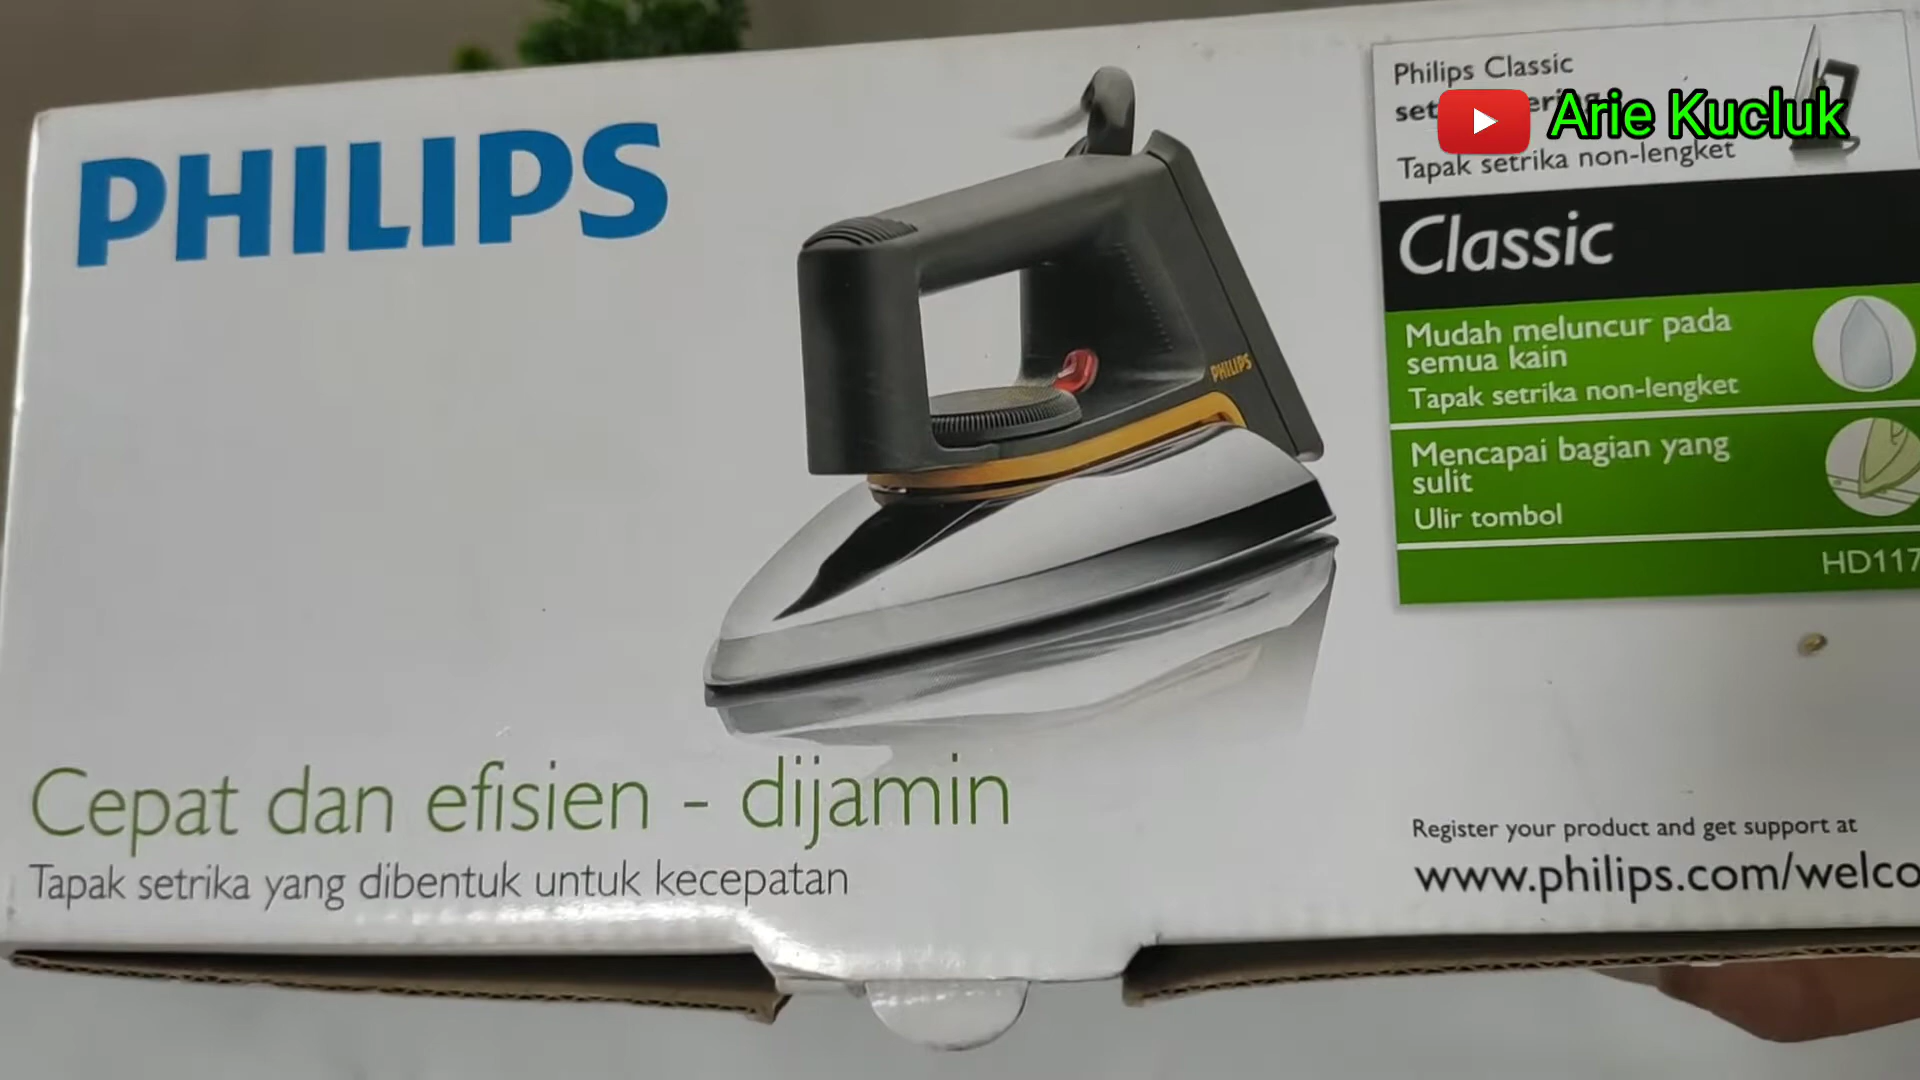 PHILIPS
PHILIPS
Cepat dan efisien - dijamin
Tapak setrika yang dibentuk untuk kecepatan
Philips Classic
Arie Kucluk
Tapak setrika non-lengket
Classic
Mudah meluncur pada
semua kain
Tapak setrika non-lengket
Mencapai bagian yang
sulit
Ulir tombol
HD117
Register your product and get support at
www.philips.com/welco